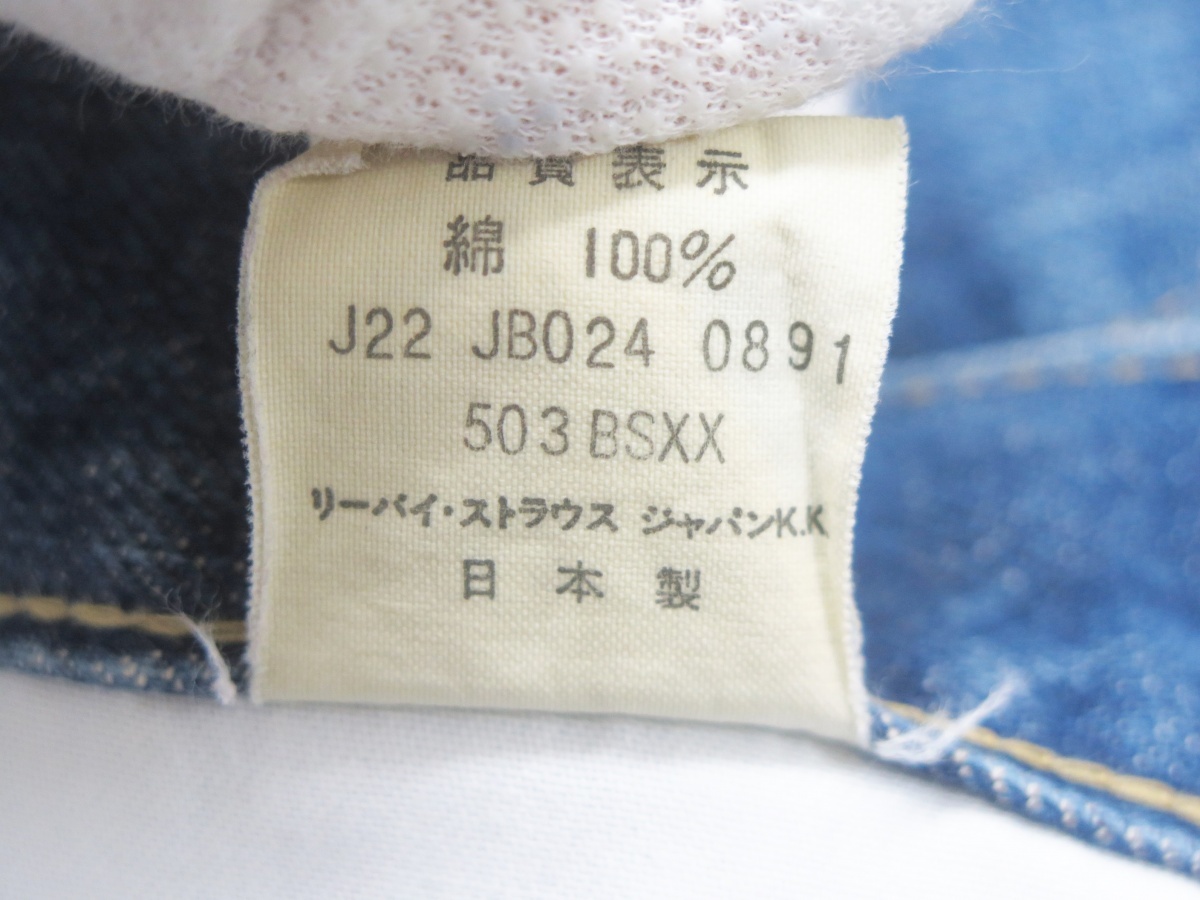 品質表示
綿 100%
J22 JB024 0891
503BSXX
リーバイ・ストラウス ジャパンK.K
日本製